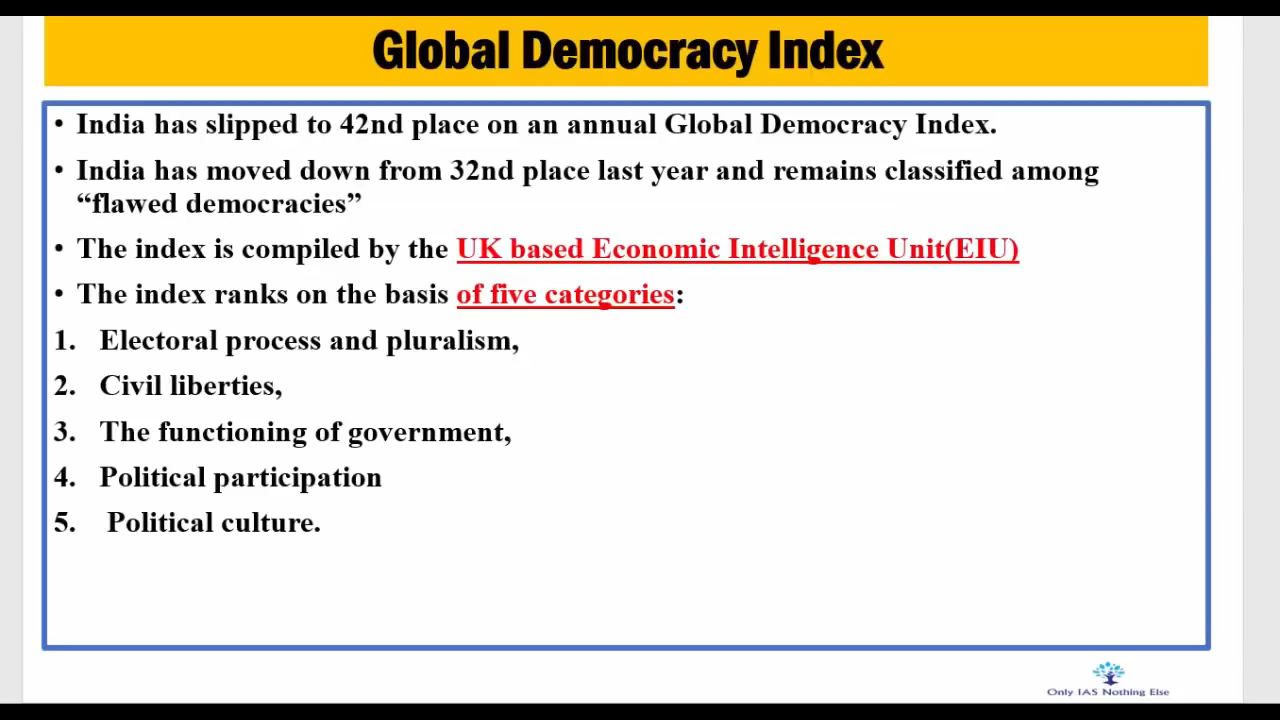 Global Democracy Index
• India has slipped to 42nd place on an annual Global Democracy Index.
• India has moved down from 32nd place last year and remains classified among
“flawed democracies”
• The index is compiled by the UK based Economic Intelligence Unit(EIU)
• The index ranks on the basis of five categories:
1. Electoral process and pluralism,
2. Civil liberties,
3. The functioning of government,
4. Political participation
5. Political culture.
Only IAS Nothing Else